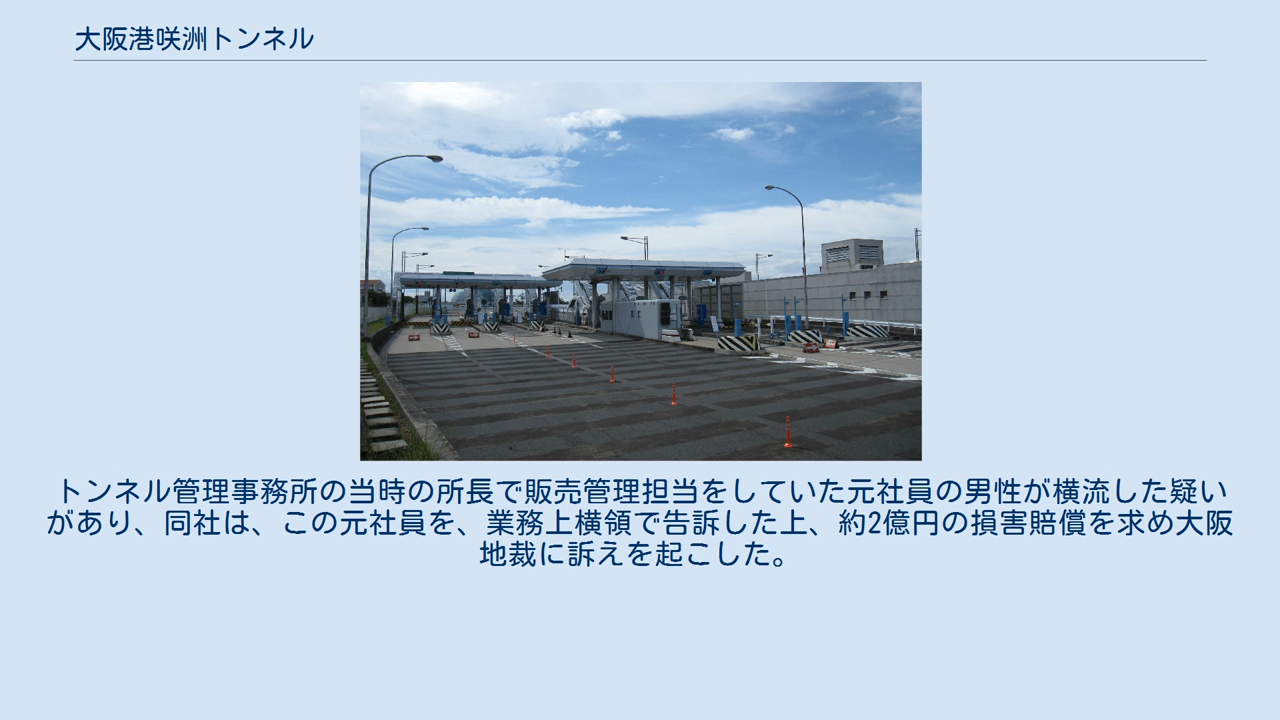 大阪港咲洲トンネル
トンネル管理事務所の当時の所長で販売管理担当をしていた元社員の男性が横流した疑い
があり、同社は、この元社員を、業務上横領で告訴した上、約2億円の損害賠償を求め大阪
地裁に訴えを起こした。